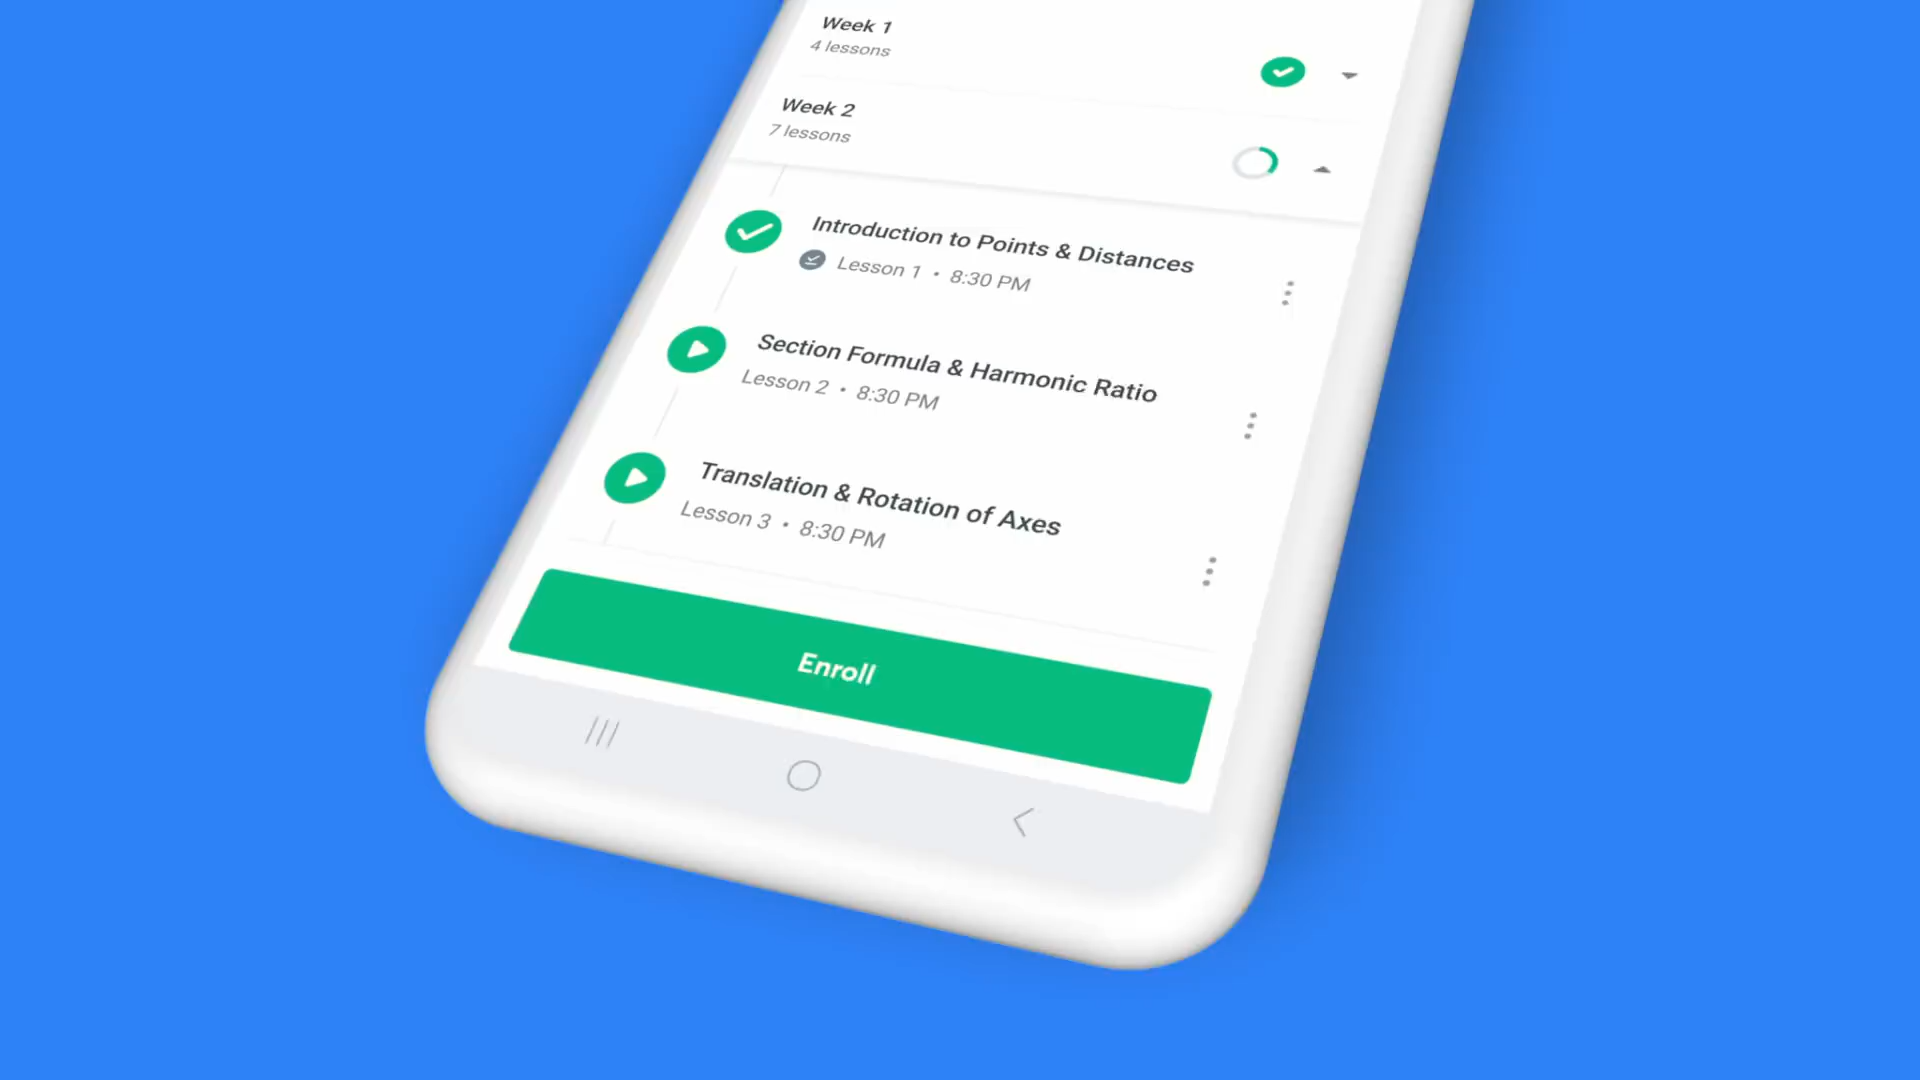 Week 1
4 lessons
Week 2
7 lessons
Introduction to Points & Distances
Lesson 1 • 8:30 PM
Section Formula & Harmonic Ratio
Lesson 2 • 8:30 PM
Translation & Rotation of Axes
Lesson 3 • 8:30 PM
Enroll